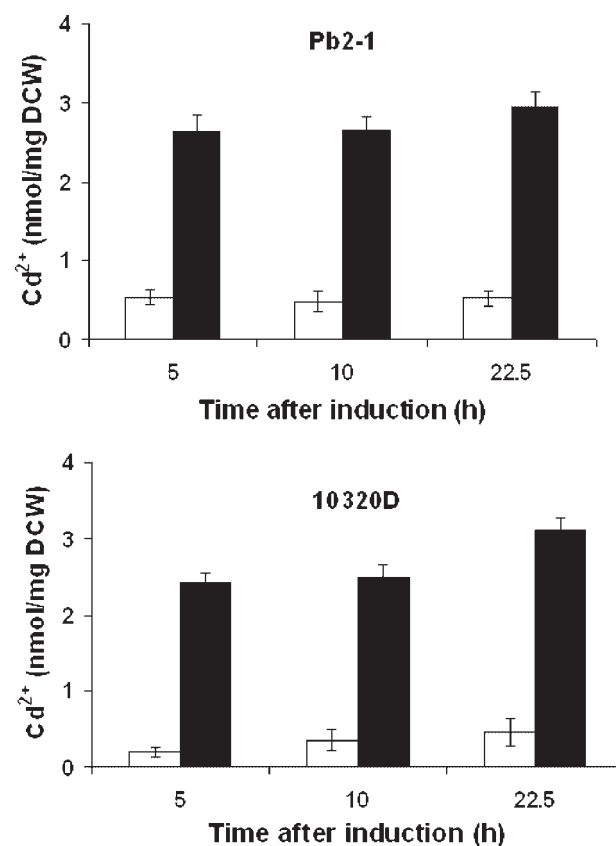 Pb2-1
Cd2+ (nmol/mg DCW)
4
3
2
1
0
5 10 22.5
Time after induction (h)
10320D
Cd2+ (nmol/mg DCW)
4
3
2
1
0
5 10 22.5
Time after induction (h)